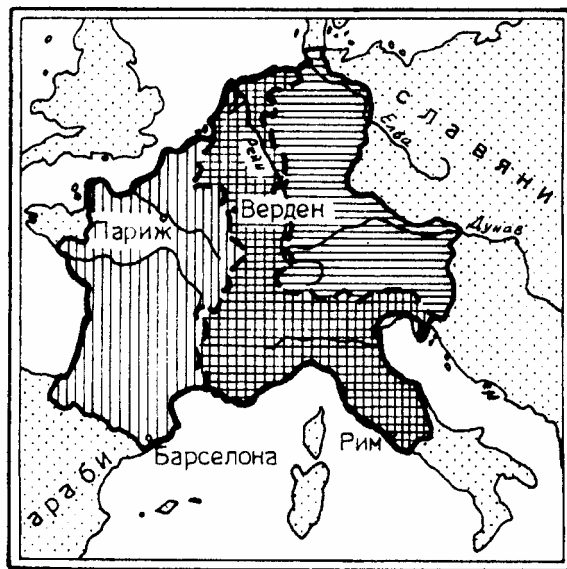 славяни
Елба
Рейн
Верден
Париж
Дунав
Рим
Барселона
араби